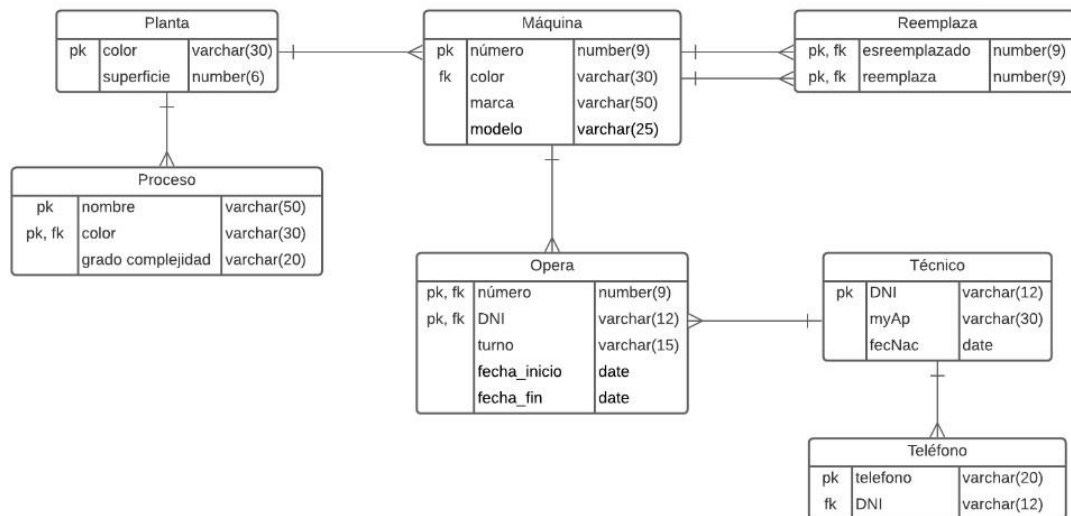 Planta
pk color varchar(30)
superficie number(6)
Máquina
pk número number(9)
fk color varchar(30)
marca varchar(50)
modelo varchar(25)
Reemplaza
pk, fk esreemplazado number(9)
pk, fk reemplaza number(9)
Proceso
pk nombre varchar(50)
pk, fk color varchar(30)
grado complejidad varchar(20)
Opera
pk, fk número number(9)
pk, fk DNI varchar(12)
turno varchar(15)
fecha_inicio date
fecha_fin date
Técnico
pk DNI varchar(12)
myAp varchar(30)
fecNac date
Teléfono
pk telefono varchar(20)
fk DNI varchar(12)